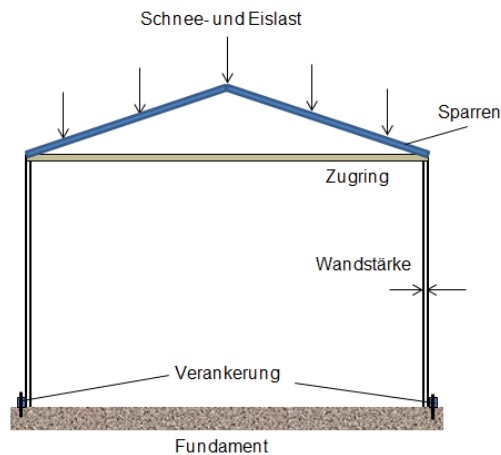 Schnee- und Eislast
Sparren
Zugring
Wandstärke
Verankerung
Fundament